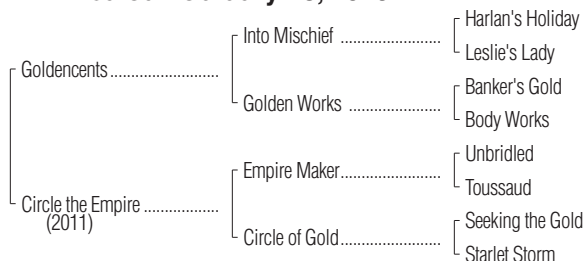 Harlan's Holiday
Into Mischief ....................
Leslie's Lady
Goldencents ......................
Banker's Gold
Golden Works ...................
Body Works
Unbridled
Empire Maker....................
Toussaud
Circle the Empire ...............
(2011)
Seeking the Gold
Circle of Gold....................
Starlet Storm